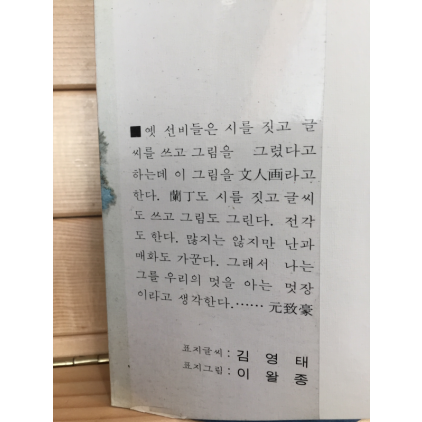 ■옛 선비들은 시를 짓고 글
씨를 쓰고 그림을 그렸다고
하는데 이 그림을 文人画라고
한다. 蘭丁도 시를 짓고 글씨
도 쓰고 그림도 그린다. 전각
도 한다. 많지는 않지만 난과
매화도 가꾼다. 그래서 나는
그를 우리의 멋을 아는 멋장
이라고 생각한다.…… 元致豪
표지글씨 : 김 영 태
표지그림 : 이 왈 종